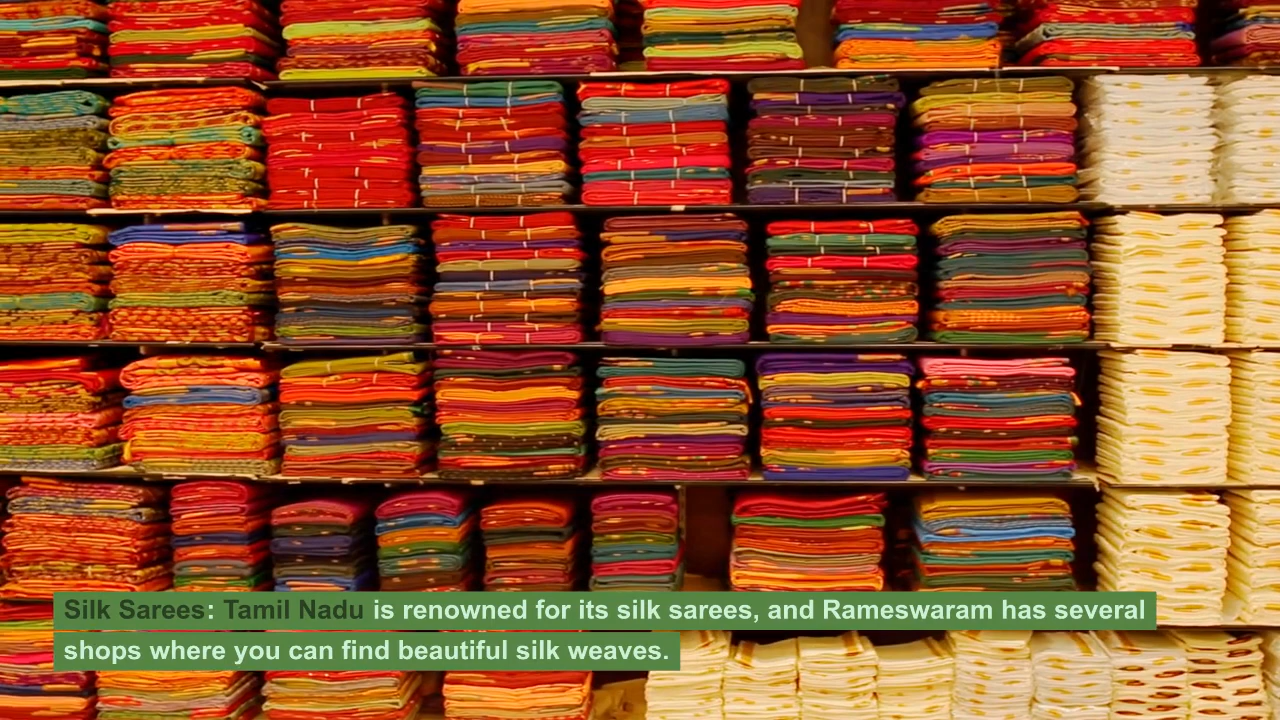 Silk Sarees: Tamil Nadu is renowned for its silk sarees, and Rameswaram has several
shops where you can find beautiful silk weaves.